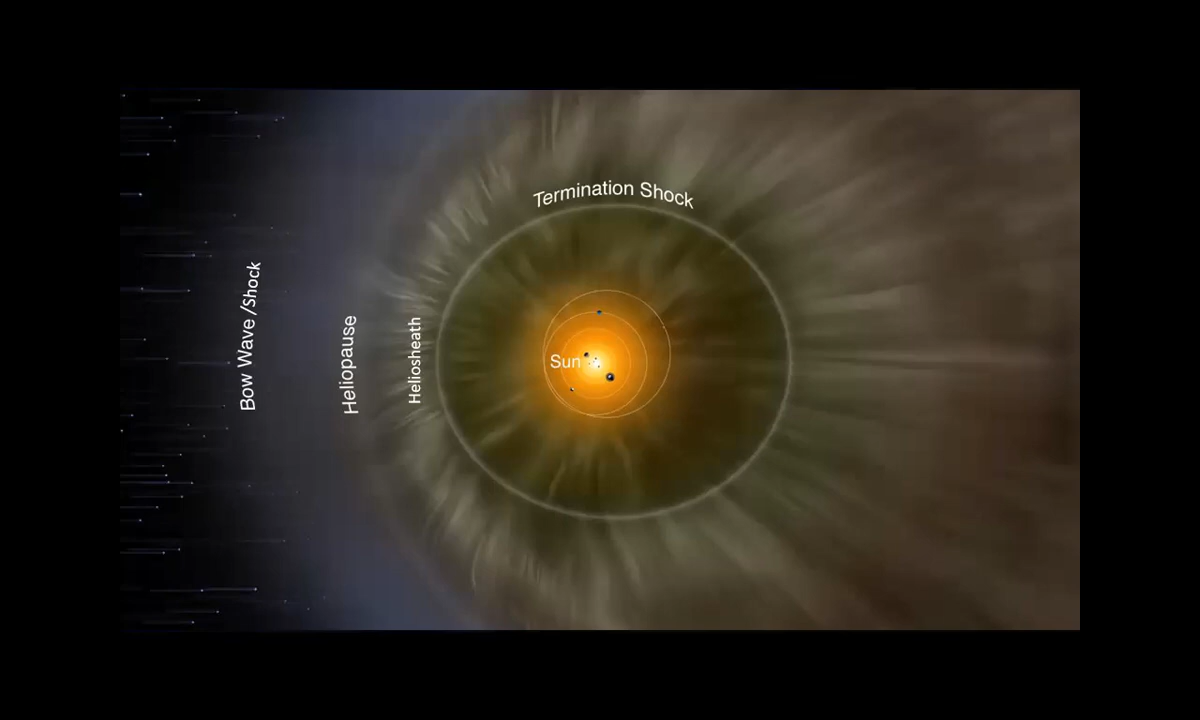 Termination Shock
Bow Wave /Shock
Heliopause
Heliosheath
Sun